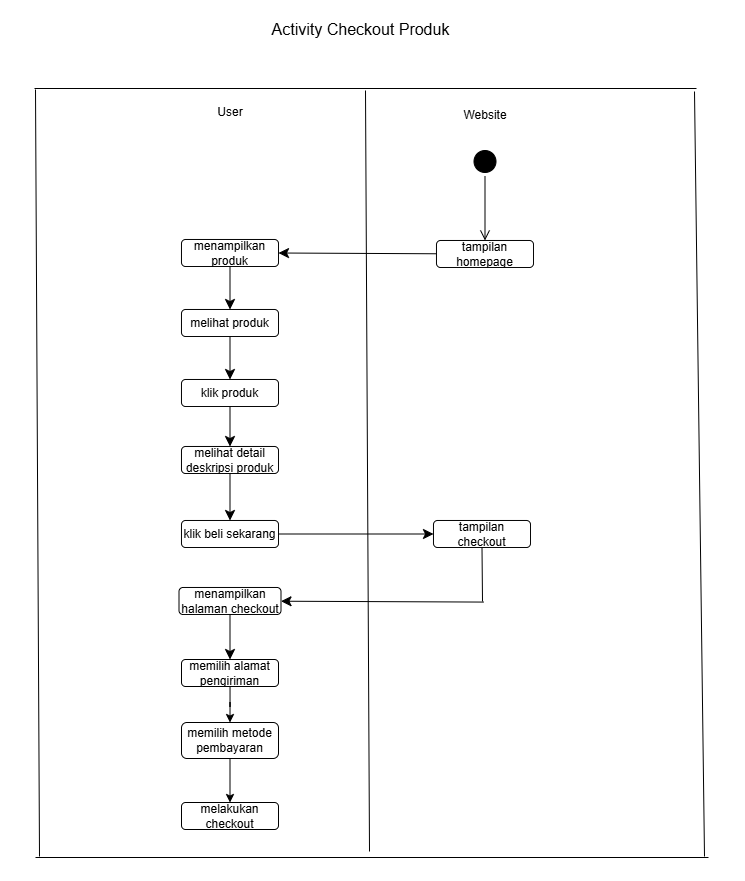 Activity Checkout Produk
User
Website
menampilkan
produk
tampilan
homepage
melihat produk
klik produk
melihat detail
deskripsi produk
klik beli sekarang
tampilan
checkout
menampilkan
halaman checkout
memilih alamat
pengiriman
memilih metode
pembayaran
melakukan
checkout